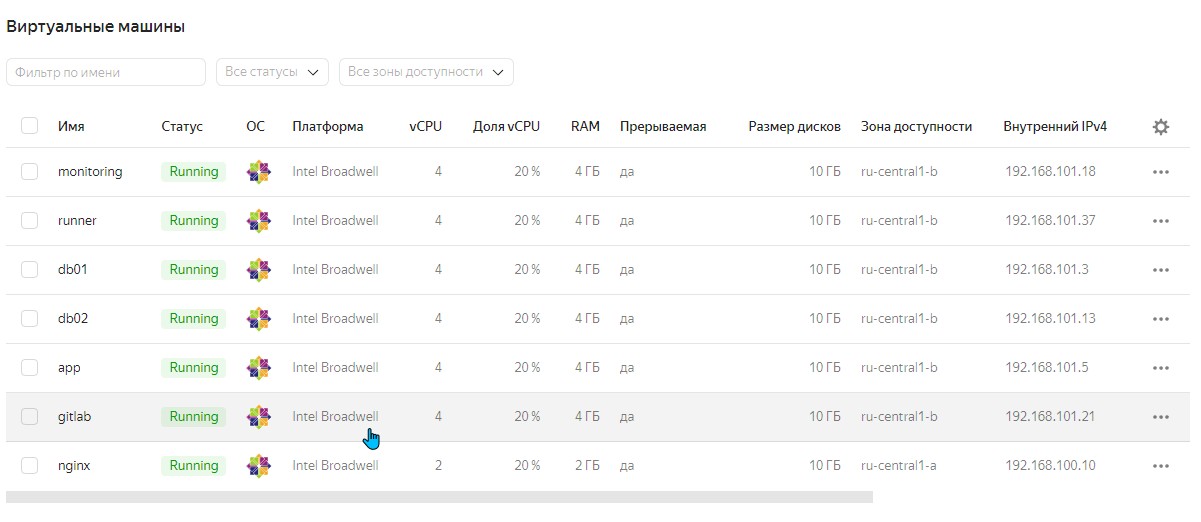 Виртуальные машины
Фильтр по имени Все статусы Все зоны доступности
Имя Статус ОС Платформа vCPU Доля vCPU RAM Прерываемая Размер дисков Зона доступности Внутренний IPv4
monitoring Running Intel Broadwell 4 20 % 4 ГБ да 10 ГБ ru-central1-b 192.168.101.18
runner Running Intel Broadwell 4 20 % 4 ГБ да 10 ГБ ru-central1-b 192.168.101.37
db01 Running Intel Broadwell 4 20 % 4 ГБ да 10 ГБ ru-central1-b 192.168.101.3
db02 Running Intel Broadwell 4 20 % 4 ГБ да 10 ГБ ru-central1-b 192.168.101.13
app Running Intel Broadwell 4 20 % 4 ГБ да 10 ГБ ru-central1-b 192.168.101.5
gitlab Running Intel Broadwell 4 20 % 4 ГБ да 10 ГБ ru-central1-b 192.168.101.21
nginx Running Intel Broadwell 2 20 % 2 ГБ да 10 ГБ ru-central1-a 192.168.100.10